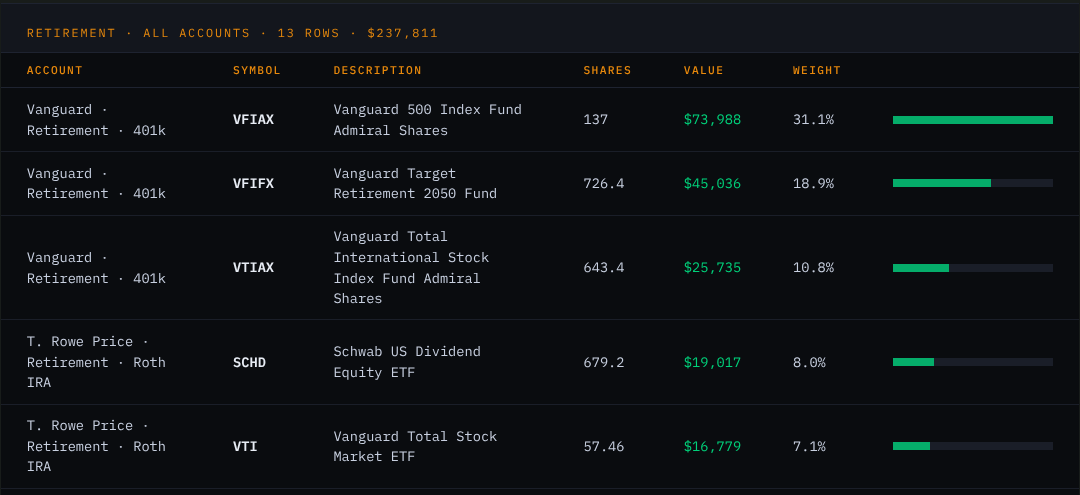 RETIREMENT · ALL ACCOUNTS · 13 ROWS · $237,811
ACCOUNT SYMBOL DESCRIPTION SHARES VALUE WEIGHT
Vanguard ·
Retirement · 401k
VFIAX
Vanguard 500 Index Fund
Admiral Shares
137
$73,988
31.1%
Vanguard ·
Retirement · 401k
VFIFX
Vanguard Target
Retirement 2050 Fund
726.4
$45,036
18.9%
Vanguard ·
Retirement · 401k
VTIAX
Vanguard Total
International Stock
Index Fund Admiral
Shares
643.4
$25,735
10.8%
T. Rowe Price ·
Retirement · Roth
IRA
SCHD
Schwab US Dividend
Equity ETF
679.2
$19,017
8.0%
T. Rowe Price ·
Retirement · Roth
IRA
VTI
Vanguard Total Stock
Market ETF
57.46
$16,779
7.1%